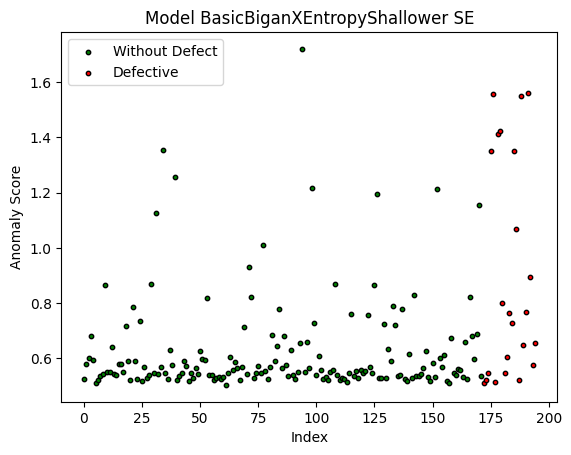 Model BasicBiganXEntropyShallower SE
Without Defect
Defective
Anomaly Score
1.6
1.4
1.2
1.0
0.8
0.6
0 25 50 75 100 125 150 175 200
Index